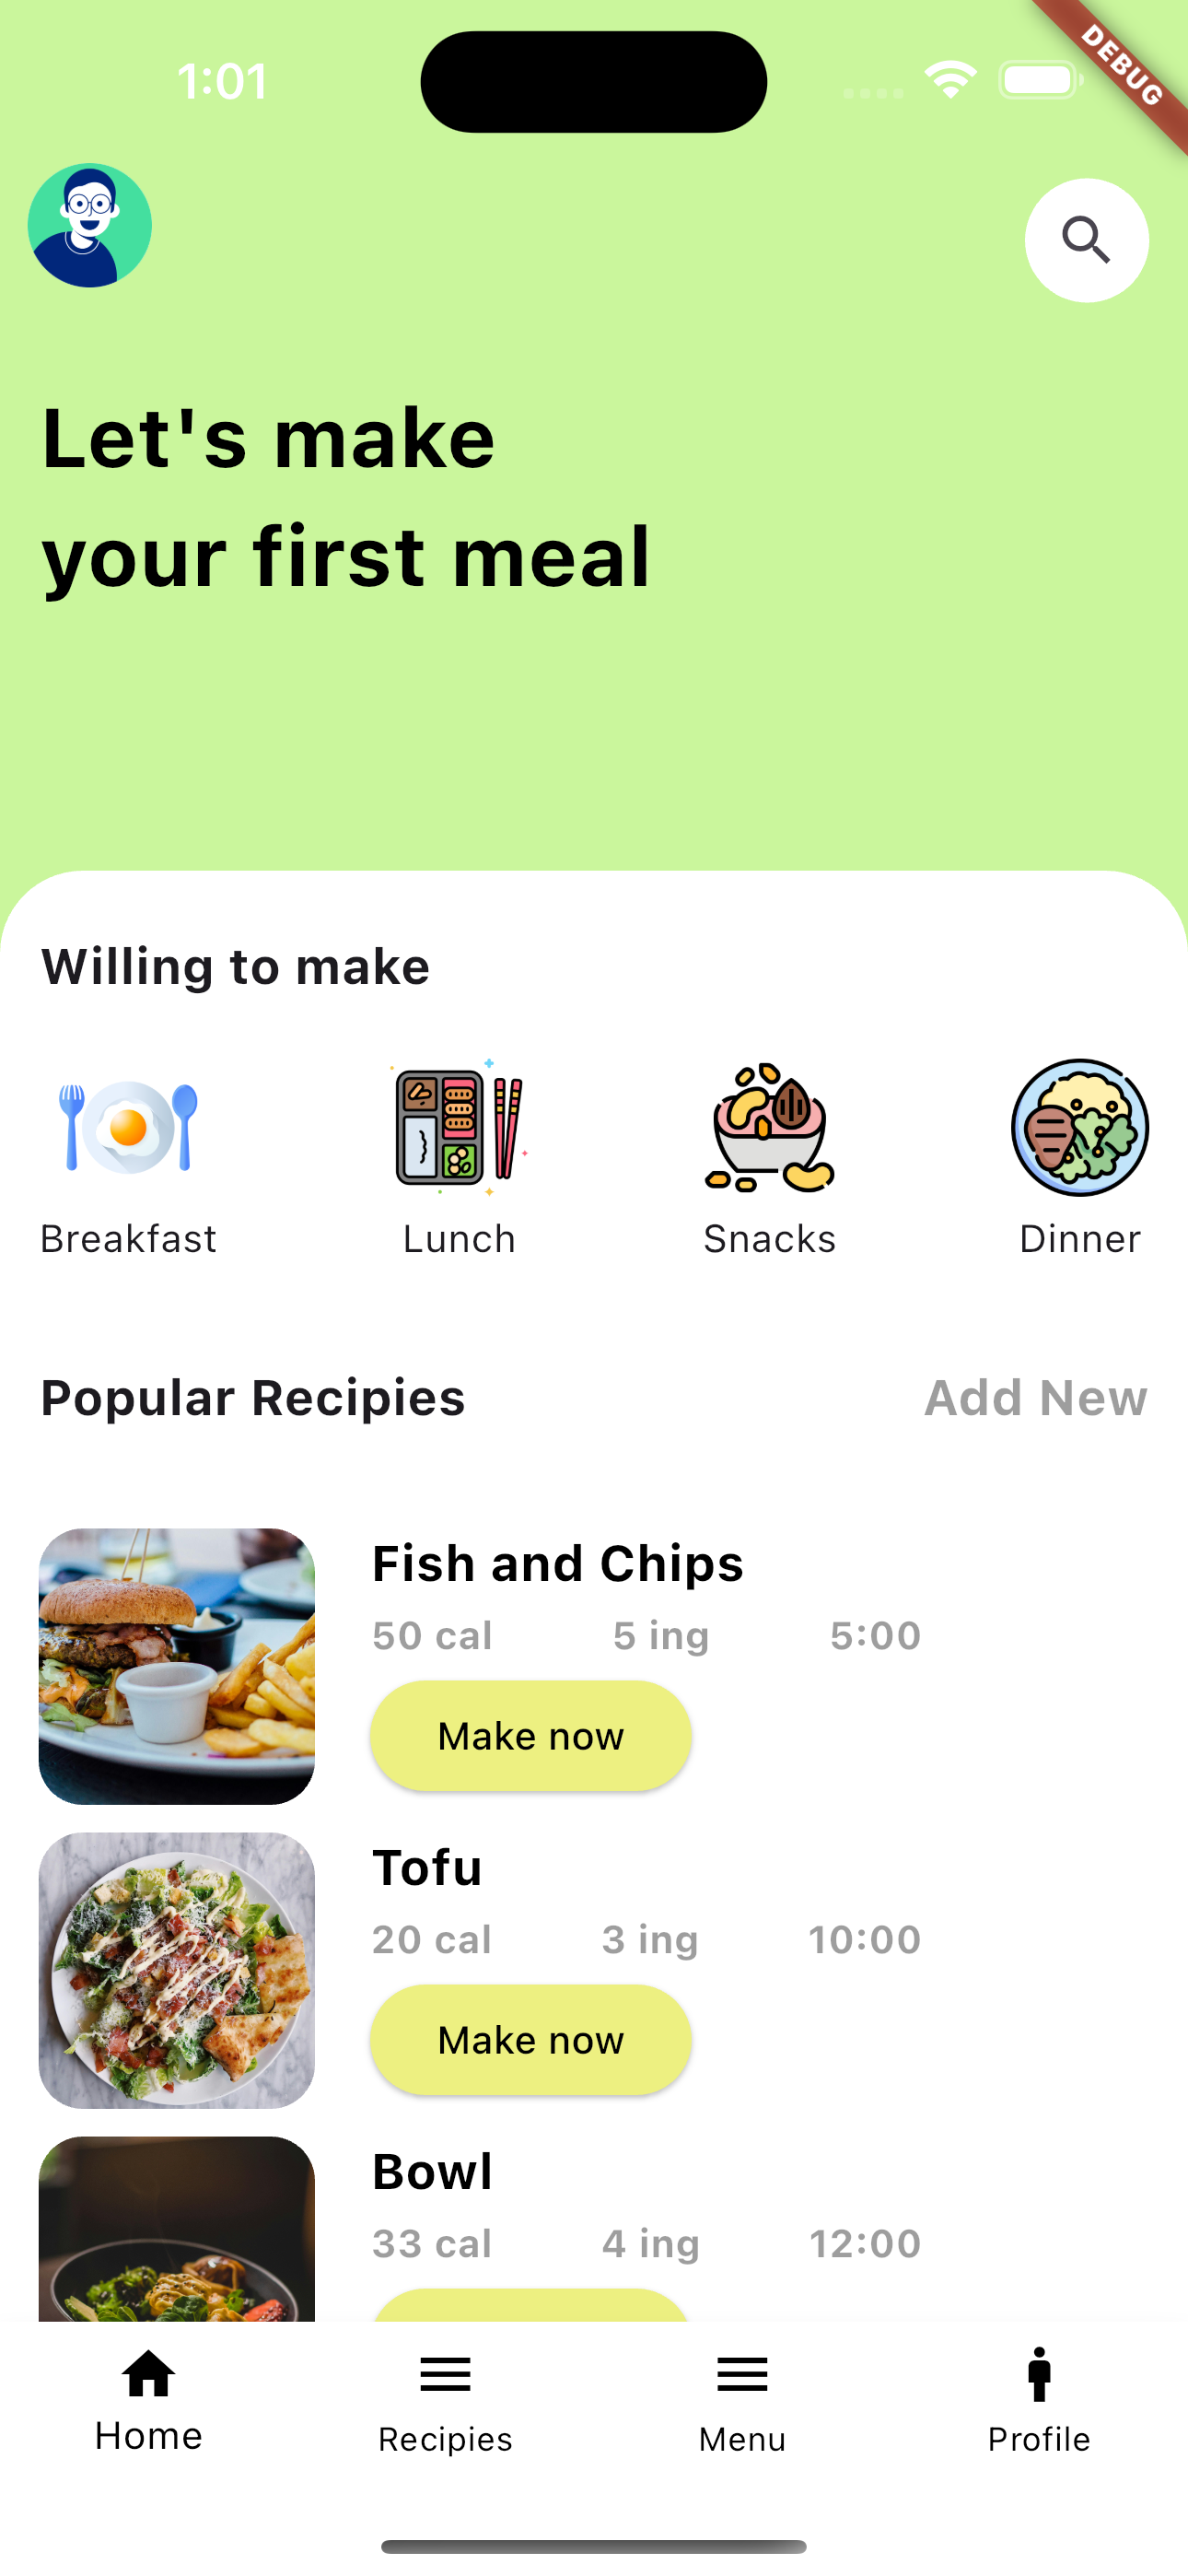 1:01
DEBUG
Let's make
your first meal
Willing to make
Breakfast
Lunch
Snacks
Dinner
Popular Recipies
Add New
Fish and Chips
50 cal
5 ing
5:00
Make now
Tofu
20 cal
3 ing
10:00
Make now
Bowl
33 cal
4 ing
12:00
Home
Recipies
Menu
Profile